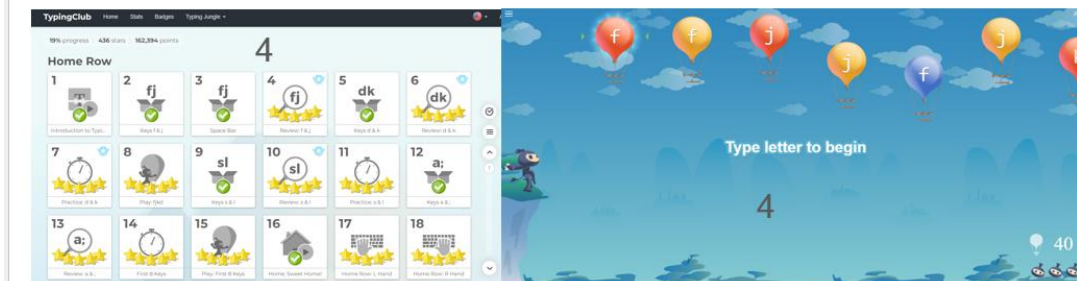 TypingClub Home Stats Badges Typing Jungle
19% progress 436 stars 162,394 points
4
Home Row
1 2 fj 3 fj 4 fj 5 dk 6 dk
Introduction to Typi... Keys f & j Space Bar Review: f & j Keys d & k Review: d & k
7 8 9 sl 10 sl 11 12 a;
Practice: d & k Play: fjkd Keys s & l Review: s & l Practice: s & l Keys a & ;
13 a; 14 15 16 17 18
Review: a & ; First 8 Keys Play: First 8 Keys Home Sweet Home! Home Row: L Hand Home Row: R Hand
f f j j f j
Type letter to begin
4
40